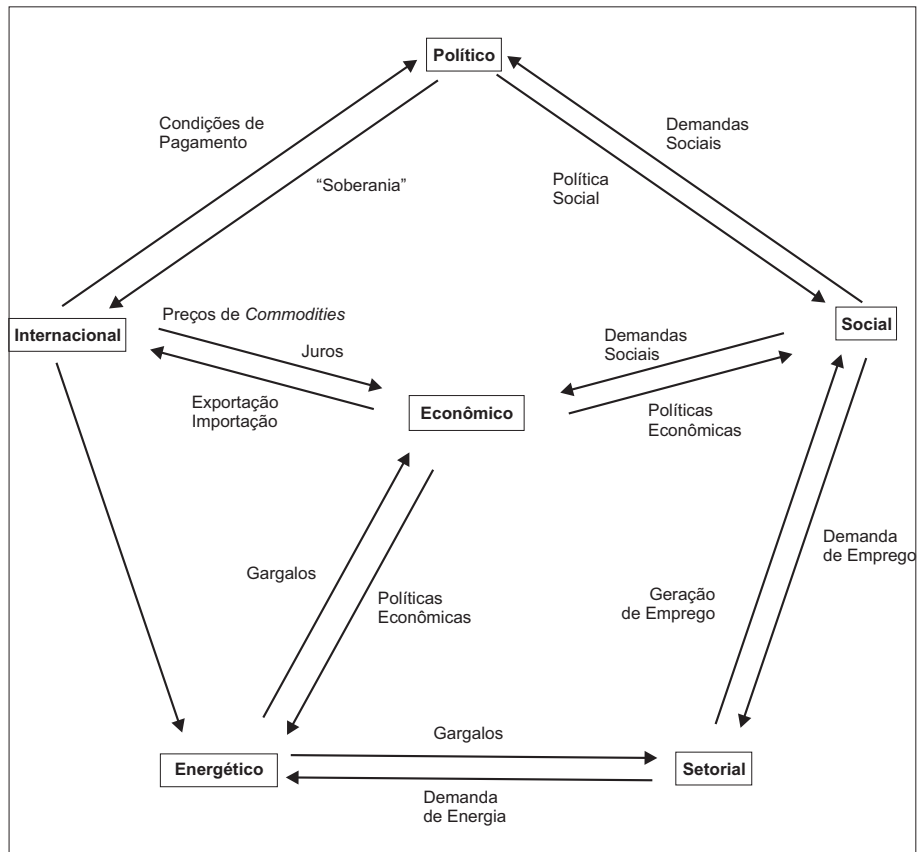 Político
Condições de
Pagamento
Demandas
Sociais
“Soberania”
Política
Social
Internacional
Preços de Commodities
Juros
Social
Demandas
Sociais
Exportação
Importação
Econômico
Políticas
Econômicas
Gargalos
Políticas
Econômicas
Geração
de Emprego
Demanda
de Emprego
Energético
Gargalos
Setorial
Demanda
de Energia